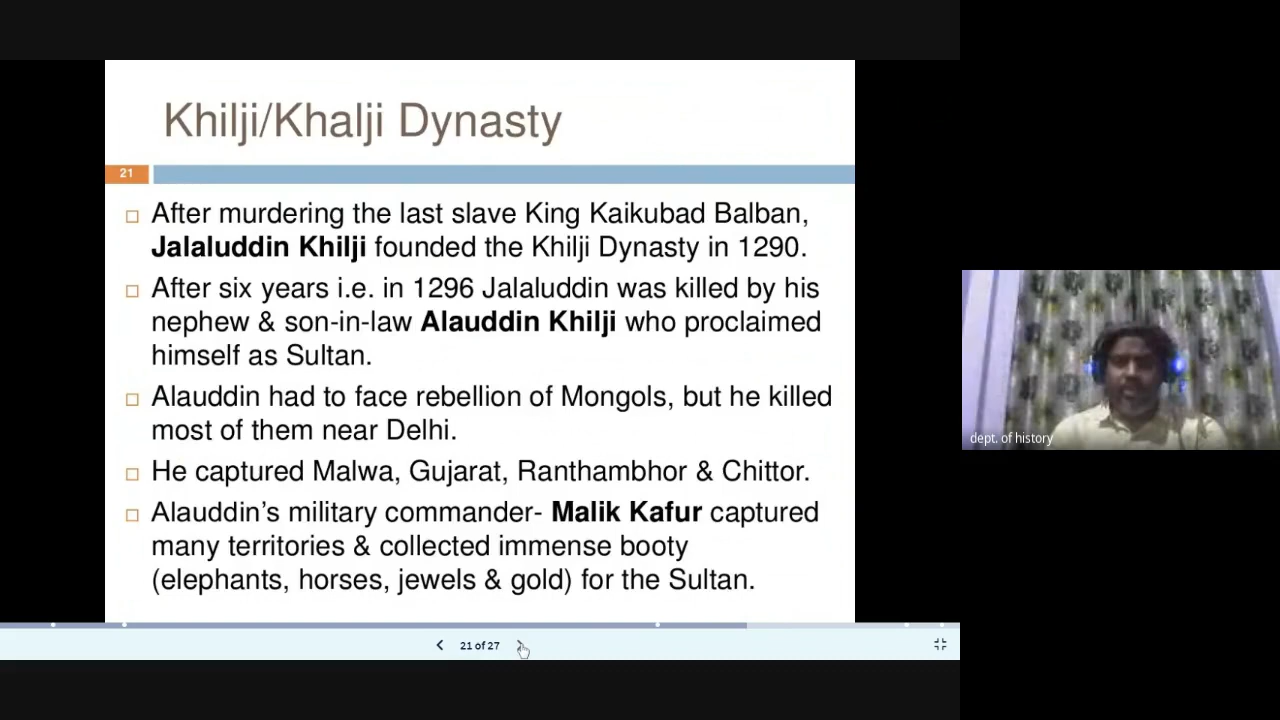 Khilji/Khalji Dynasty
21
After murdering the last slave King Kaikubad Balban,
Jalaluddin Khilji founded the Khilji Dynasty in 1290.
After six years i.e. in 1296 Jalaluddin was killed by his
nephew & son-in-law Alauddin Khilji who proclaimed
himself as Sultan.
Alauddin had to face rebellion of Mongols, but he killed
most of them near Delhi.
He captured Malwa, Gujarat, Ranthambhor & Chittor.
Alauddin’s military commander- Malik Kafur captured
many territories & collected immense booty
(elephants, horses, jewels & gold) for the Sultan.
21 of 27
dept. of history